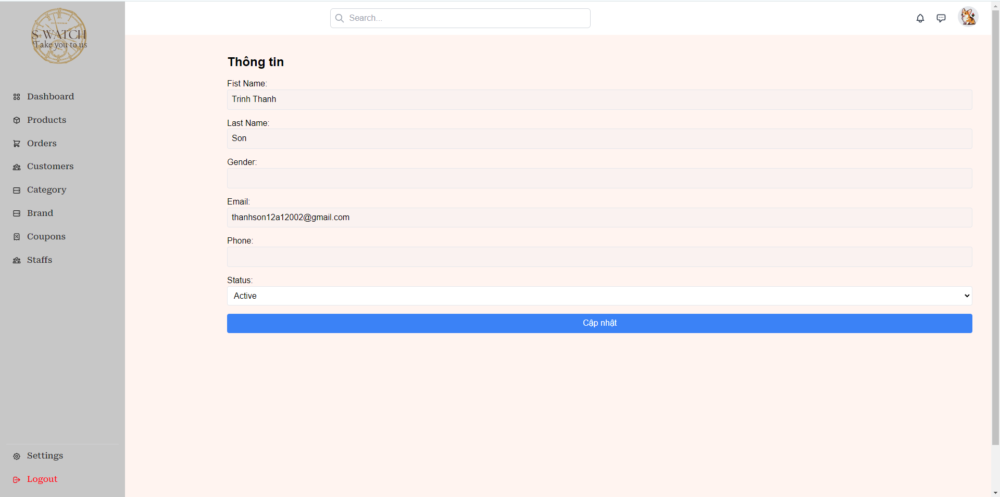 S-WATCH
Take you to us
Dashboard
Products
Orders
Customers
Category
Brand
Coupons
Staffs
Settings
Logout
Search...
Thông tin
Fist Name:
Trinh Thanh
Last Name:
Son
Gender:
Email:
thanhson12a12002@gmail.com
Phone:
Status:
Active
Cập nhật